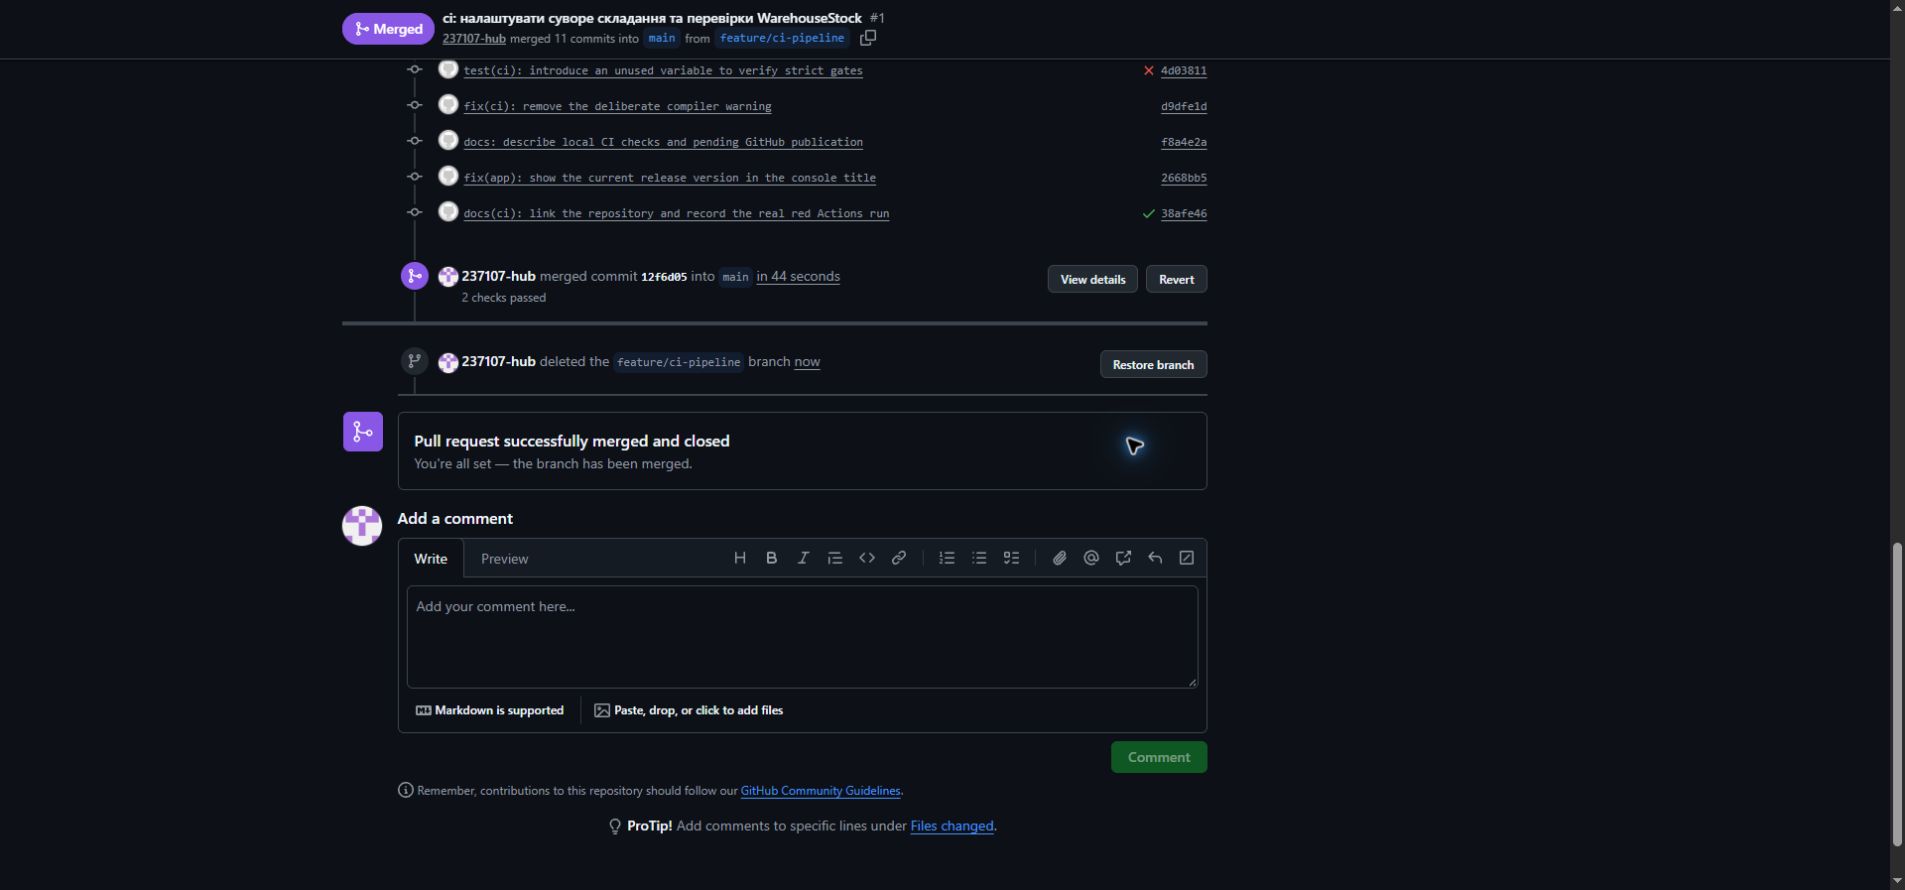 Merged
ci: налаштувати суворе складання та перевірки WarehouseStock #1
237107-hub merged 11 commits into main from feature/ci-pipeline
test(ci): introduce an unused variable to verify strict gates 4d03811
fix(ci): remove the deliberate compiler warning d9dfe1d
docs: describe local CI checks and pending GitHub publication f8a4e2a
fix(app): show the current release version in the console title 2668bb5
docs(ci): link the repository and record the real red Actions run 38afe46
237107-hub merged commit 12f6d05 into main in 44 seconds View details Revert
2 checks passed
237107-hub deleted the feature/ci-pipeline branch now Restore branch
Pull request successfully merged and closed
You're all set — the branch has been merged.
Add a comment
Write Preview
Add your comment here...
Markdown is supported Paste, drop, or click to add files
Comment
Remember, contributions to this repository should follow our GitHub Community Guidelines.
ProTip! Add comments to specific lines under Files changed.